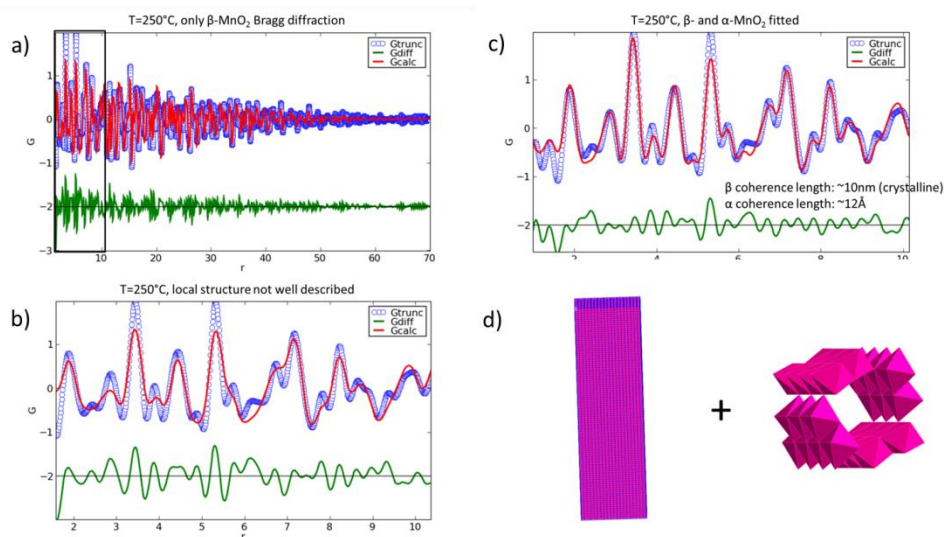 T=250°C, only β-MnO₂ Bragg diffraction
a)
Gtrunc
Gdiff
Gcalc
1
0
G
−1
−2
−3
10 20 30 40 50 60 70
r
T=250°C, local structure not well described
b)
Gtrunc
Gdiff
Gcalc
1
0
G
−1
−2
2 3 4 5 6 7 8 9 10
r
T=250°C, β- and α-MnO₂ fitted
c)
Gtrunc
Gdiff
Gcalc
1
0
G
−1
β coherence length: ~10nm (crystalline)
α coherence length: ~12Å
−2
2 4 6 8 10
d)
+